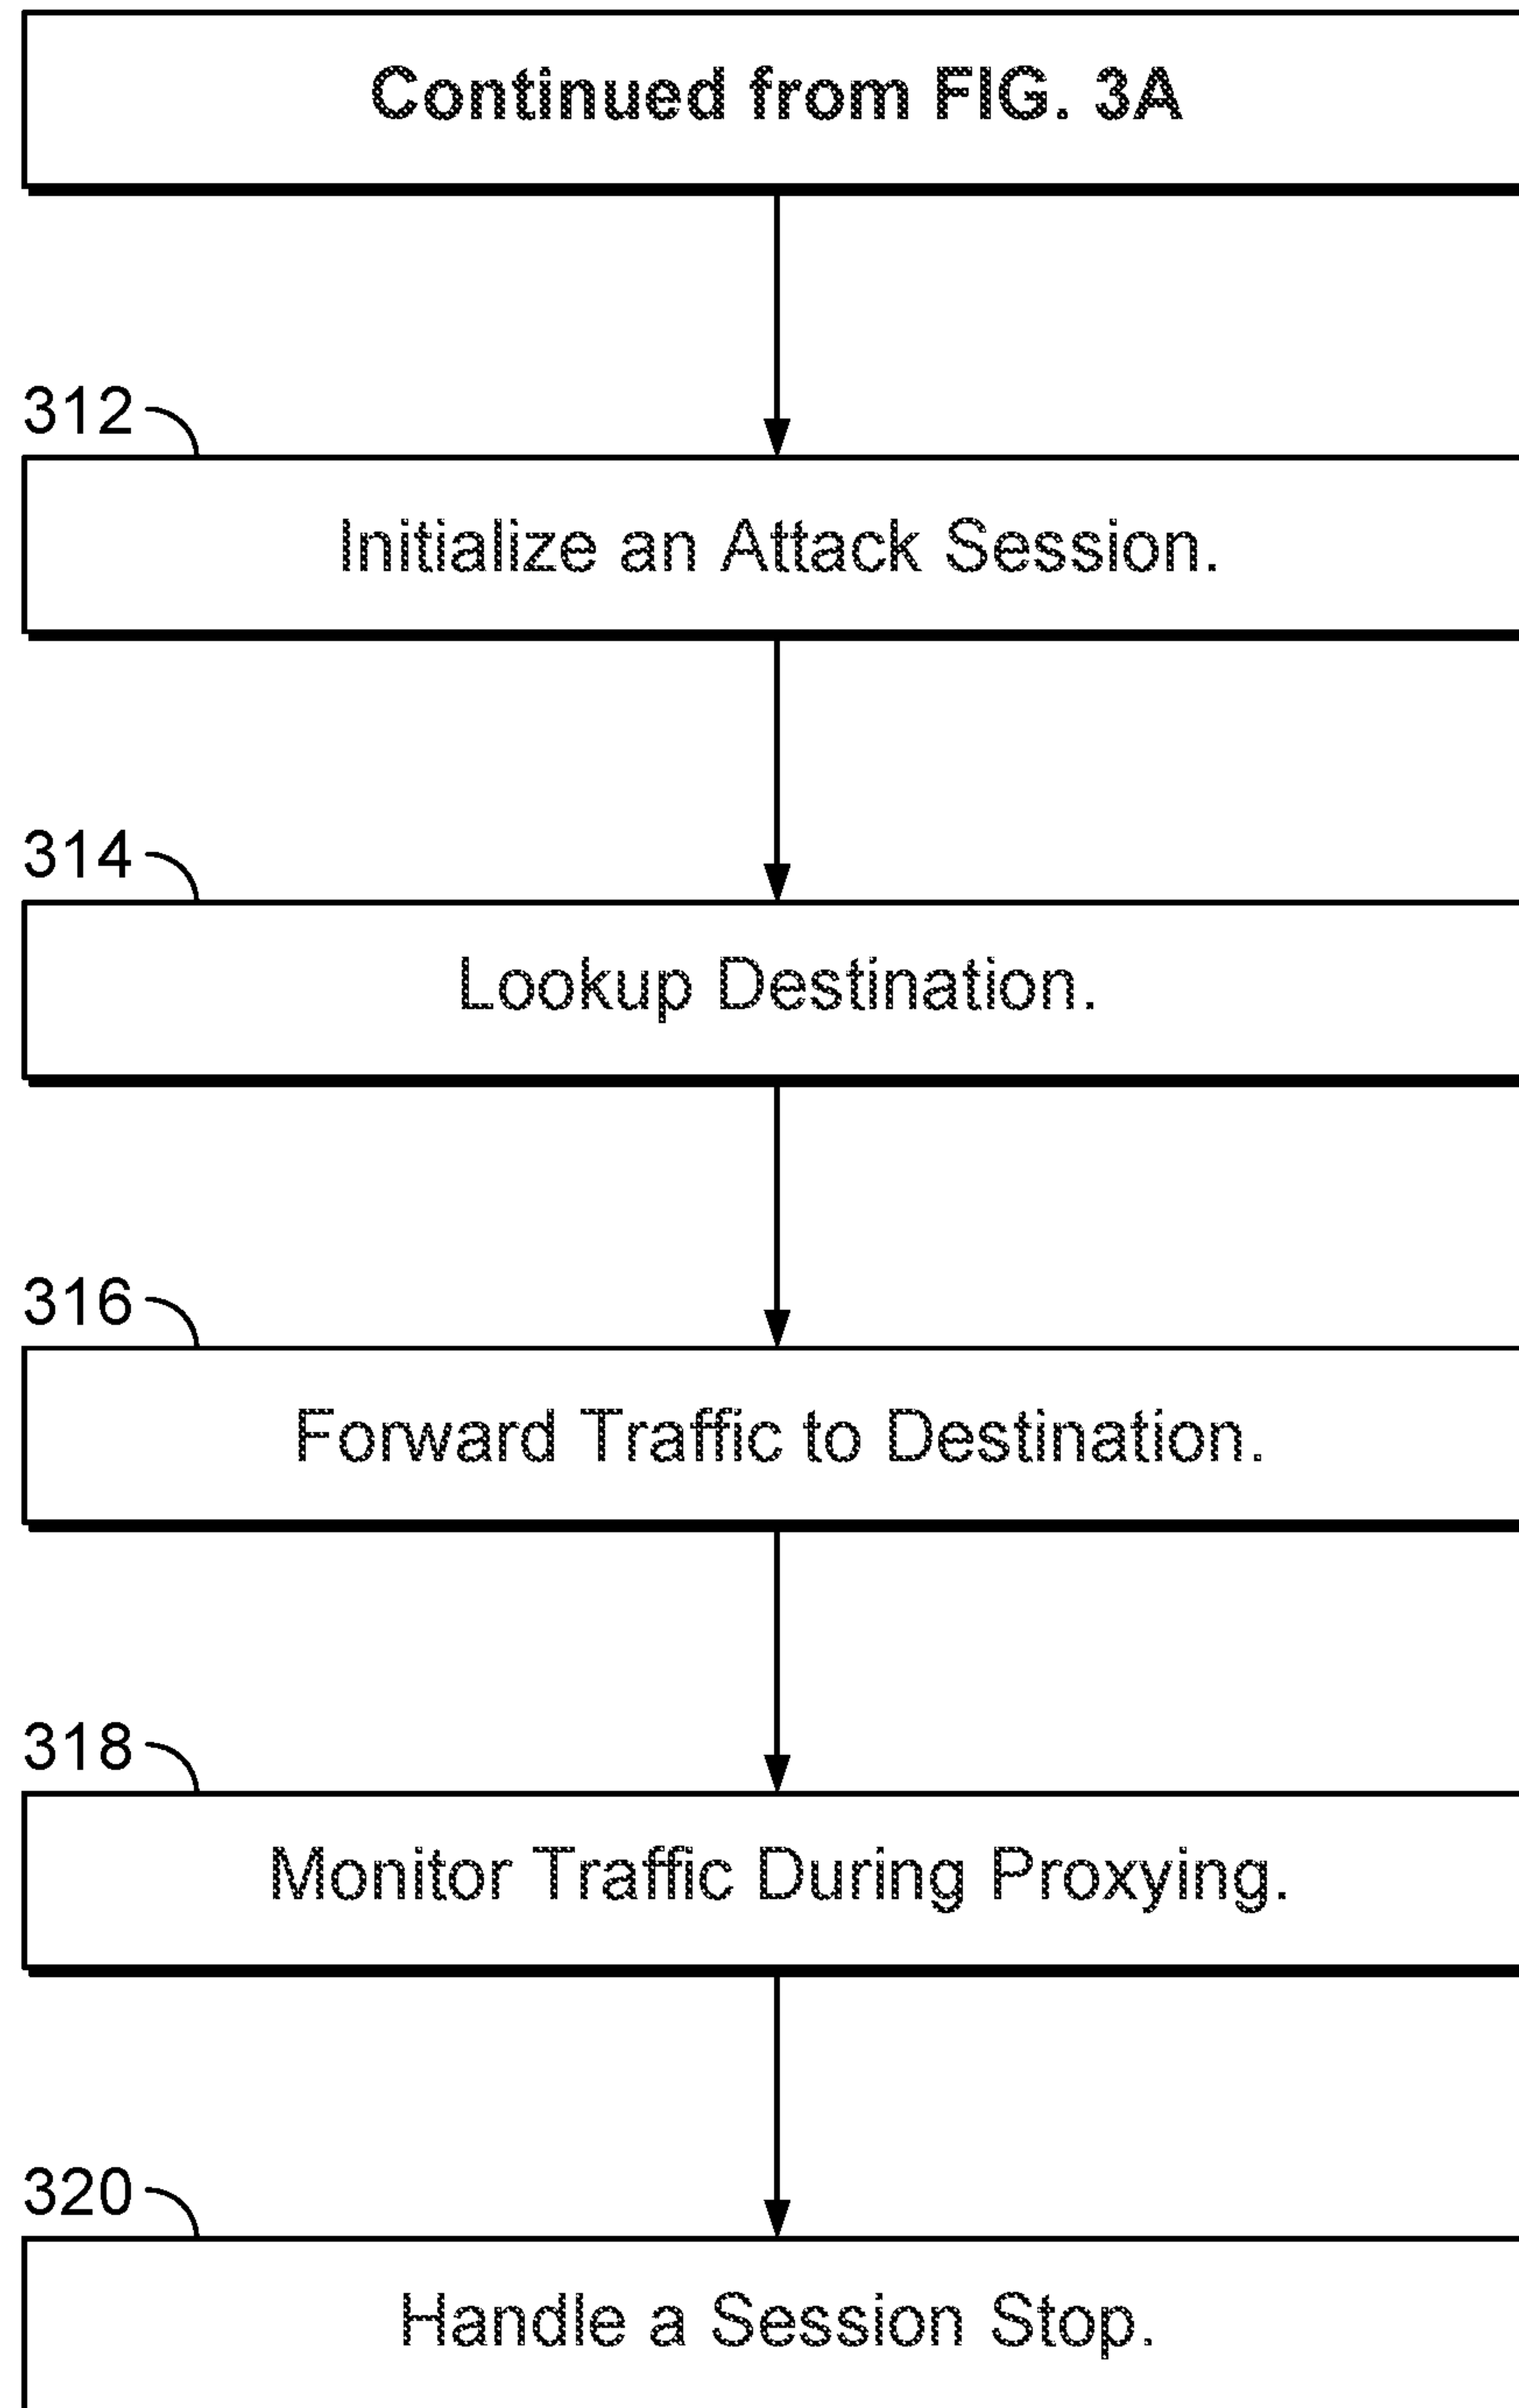 Continued from FIG. 3A
312
Initialize an Attack Session.
314
Lookup Destination.
316
Forward Traffic to Destination.
318
Monitor Traffic During Proxying.
320
Handle a Session Stop.